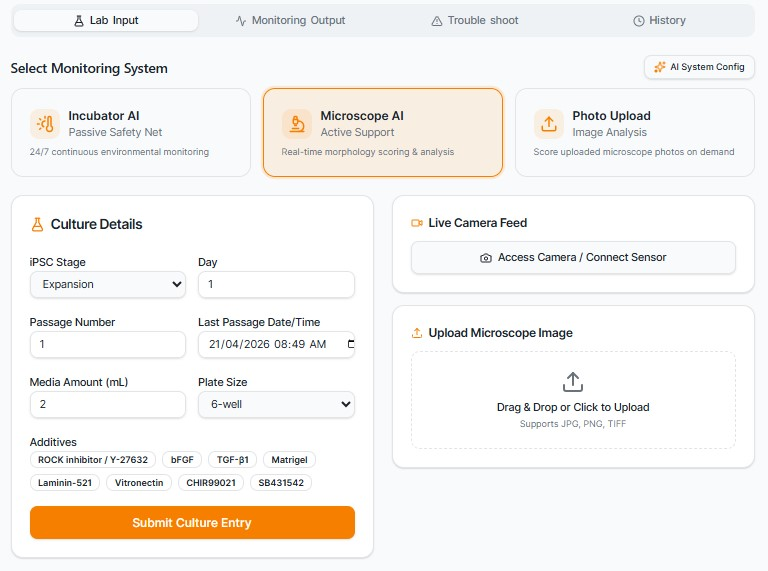 Lab Input
Monitoring Output
Trouble shoot
History
Select Monitoring System
AI System Config
Incubator AI
Passive Safety Net
24/7 continuous environmental monitoring
Microscope AI
Active Support
Real-time morphology scoring & analysis
Photo Upload
Image Analysis
Score uploaded microscope photos on demand
Culture Details
iPSC Stage
Expansion
Day
1
Passage Number
1
Last Passage Date/Time
21/04/2026 08:49 AM
Media Amount (mL)
2
Plate Size
6-well
Additives
ROCK inhibitor / Y-27632
bFGF
TGF-β1
Matrigel
Laminin-521
Vitronectin
CHIR99021
SB431542
Submit Culture Entry
Live Camera Feed
Access Camera / Connect Sensor
Upload Microscope Image
Drag & Drop or Click to Upload
Supports JPG, PNG, TIFF